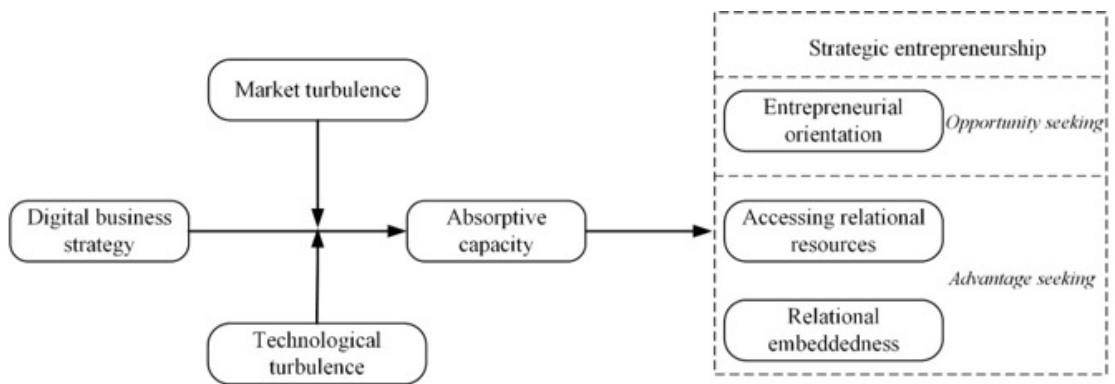 Strategic entrepreneurship
Market turbulence
Entrepreneurial
orientation
Opportunity seeking
Digital business
strategy
Absorptive
capacity
Accessing relational
resources
Advantage seeking
Technological
turbulence
Relational
embeddedness